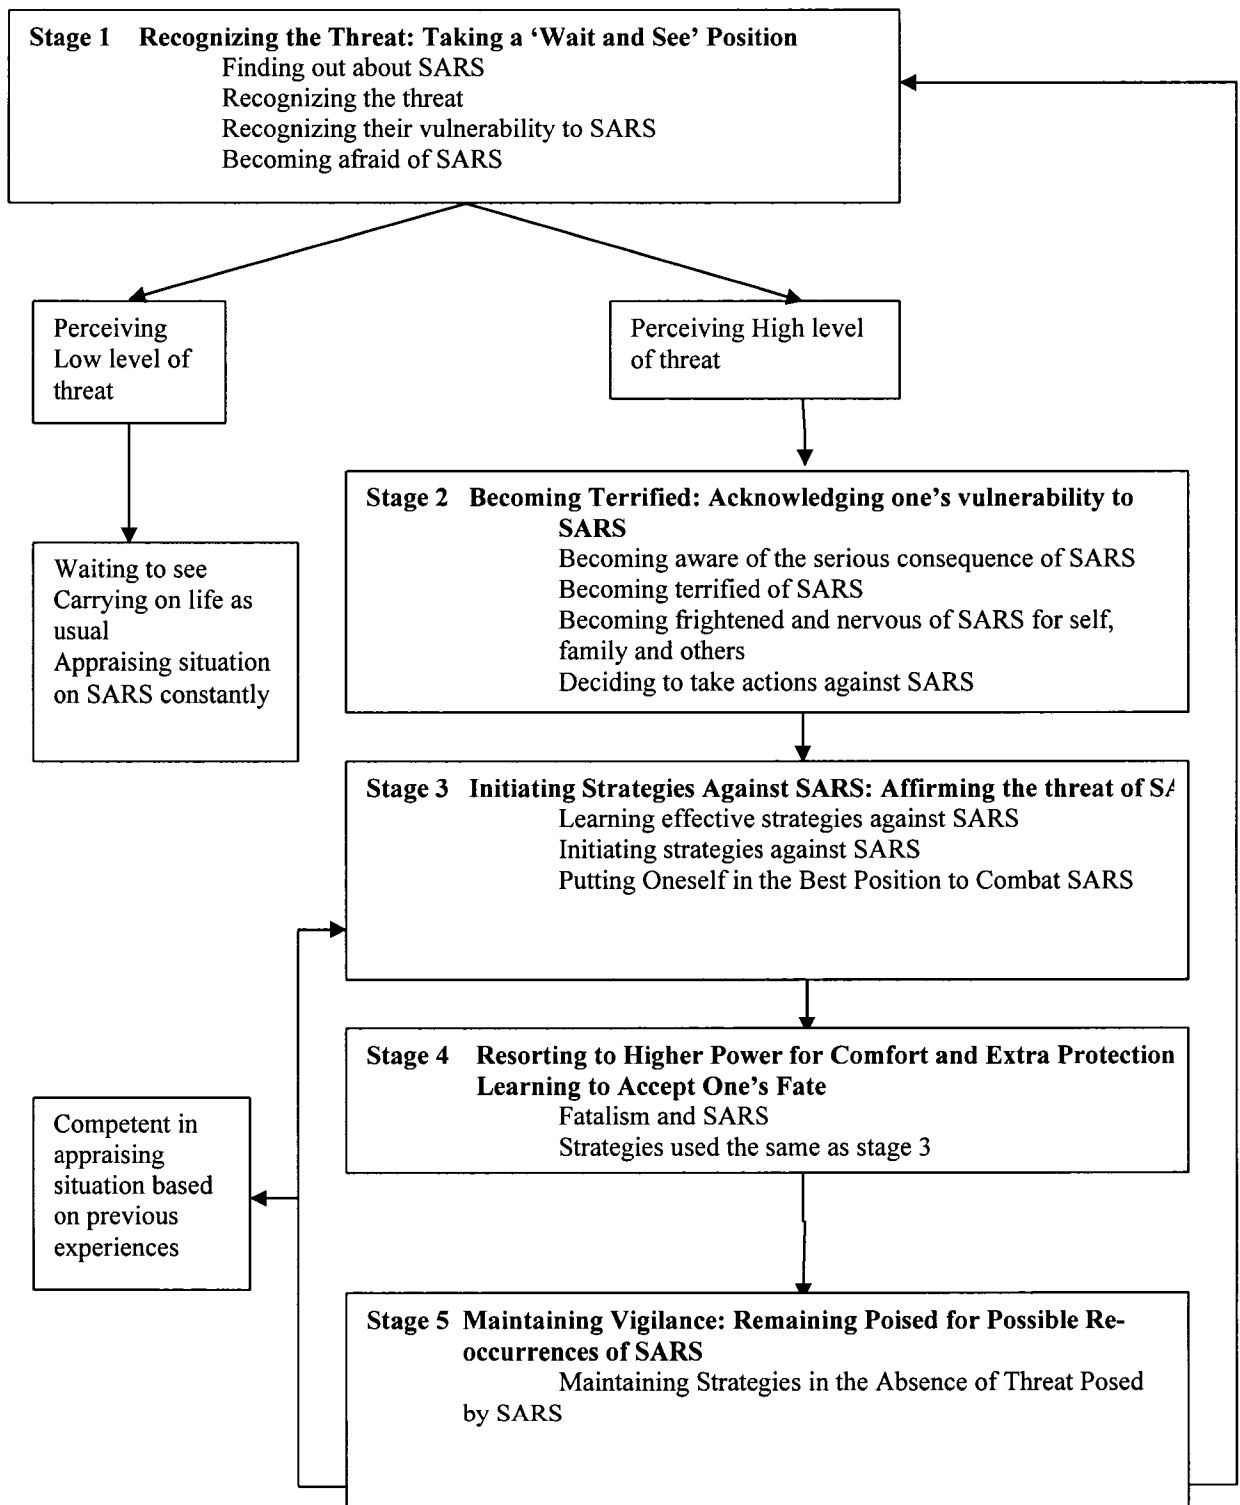 Stage 1 Recognizing the Threat: Taking a ‘Wait and See’ Position
Finding out about SARS
Recognizing the threat
Recognizing their vulnerability to SARS
Becoming afraid of SARS
Perceiving
Low level of
threat
Perceiving High level
of threat
Waiting to see
Carrying on life as
usual
Appraising situation
on SARS constantly
Stage 2 Becoming Terrified: Acknowledging one’s vulnerability to
SARS
Becoming aware of the serious consequence of SARS
Becoming terrified of SARS
Becoming frightened and nervous of SARS for self,
family and others
Deciding to take actions against SARS
Stage 3 Initiating Strategies Against SARS: Affirming the threat of
Learning effective strategies against SARS
Initiating strategies against SARS
Putting Oneself in the Best Position to Combat SARS
Stage 4 Resorting to Higher Power for Comfort and Extra Protection
Learning to Accept One’s Fate
Fatalism and SARS
Strategies used the same as stage 3
Competent in
appraising
situation based
on previous
experiences
Stage 5 Maintaining Vigilance: Remaining Poised for Possible Re-
occurrences of SARS
Maintaining Strategies in the Absence of Threat Posed
by SARS